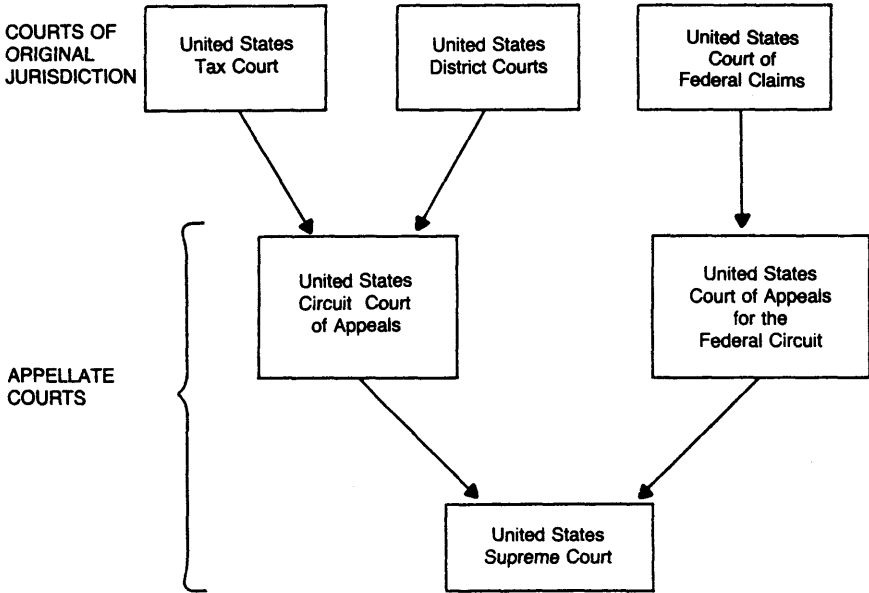 COURTS OF
ORIGINAL
JURISDICTION
United States
Tax Court
United States
District Courts
United States
Court of
Federal Claims
United States
Circuit Court
of Appeals
United States
Court of Appeals
for the
Federal Circuit
APPELLATE
COURTS
United States
Supreme Court